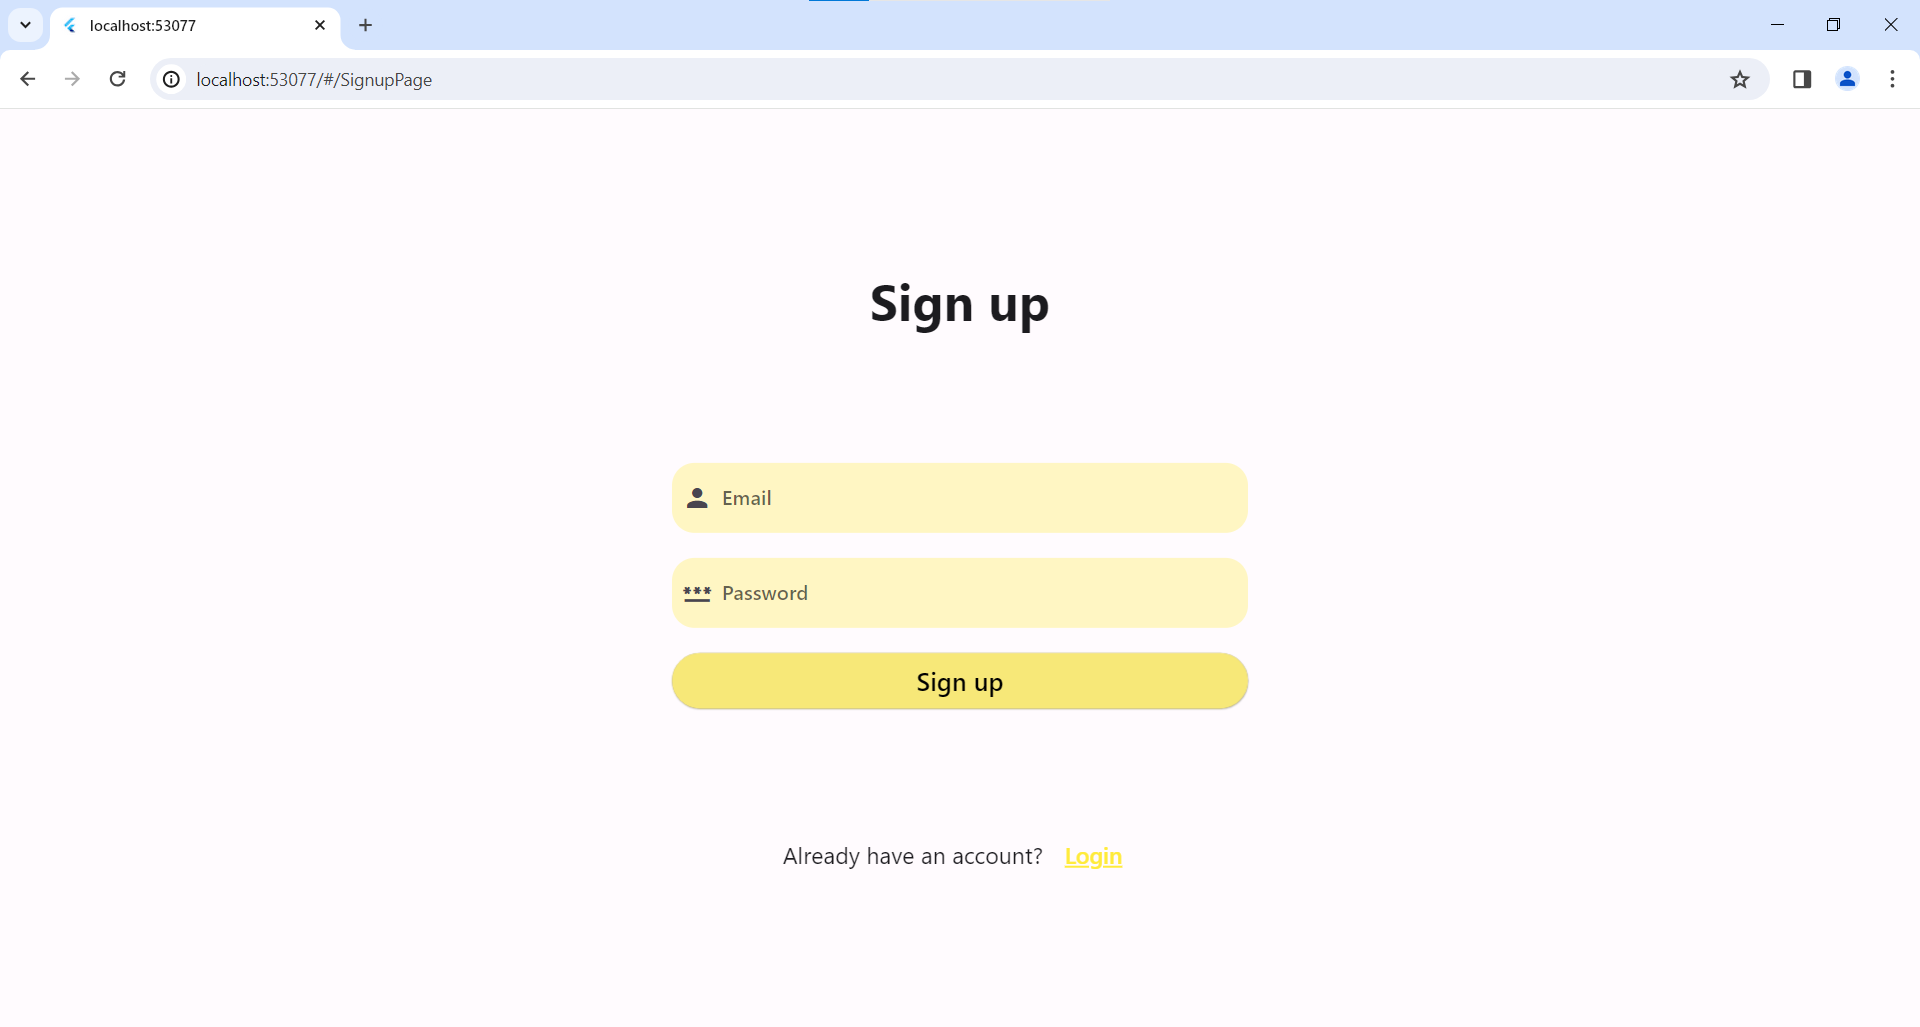 localhost:53077
localhost:53077/#/SignupPage
Sign up
Email
*** Password
Sign up
Already have an account? Login